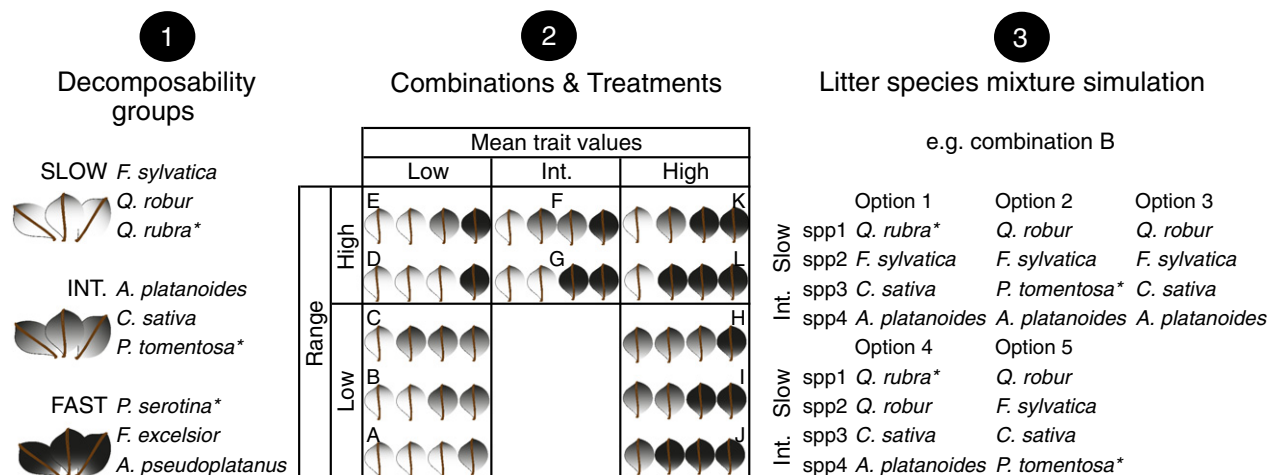 1
Decomposability
groups
SLOW F. sylvatica
Q. robur
Q. rubra*
INT. A. platanoides
C. sativa
P. tomentosa*
FAST P. serotina*
F. excelsior
A. pseudoplatanus
2
Combinations & Treatments
Mean trait values
Low Int. High
Range
High
E F K
D G L
Low
C H
B I
A J
3
Litter species mixture simulation
e.g. combination B
Option 1 Option 2 Option 3
Slow
spp1 Q. rubra* Q. robur Q. robur
spp2 F. sylvatica F. sylvatica F. sylvatica
Int.
spp3 C. sativa P. tomentosa* C. sativa
spp4 A. platanoides A. platanoides A. platanoides
Option 4 Option 5
Slow
spp1 Q. rubra* Q. robur
spp2 Q. robur F. sylvatica
Int.
spp3 C. sativa C. sativa
spp4 A. platanoides P. tomentosa*